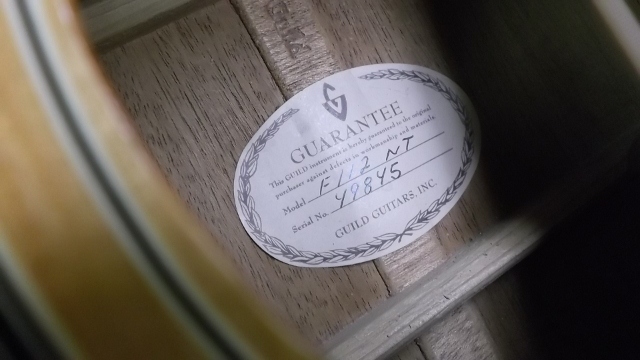 G
GUARANTEE
This GUILD instrument is hereby guaranteed to the original
purchaser against defects in workmanship and materials.
Model F112 NT
Serial No. 49845
GUILD GUITARS, INC.